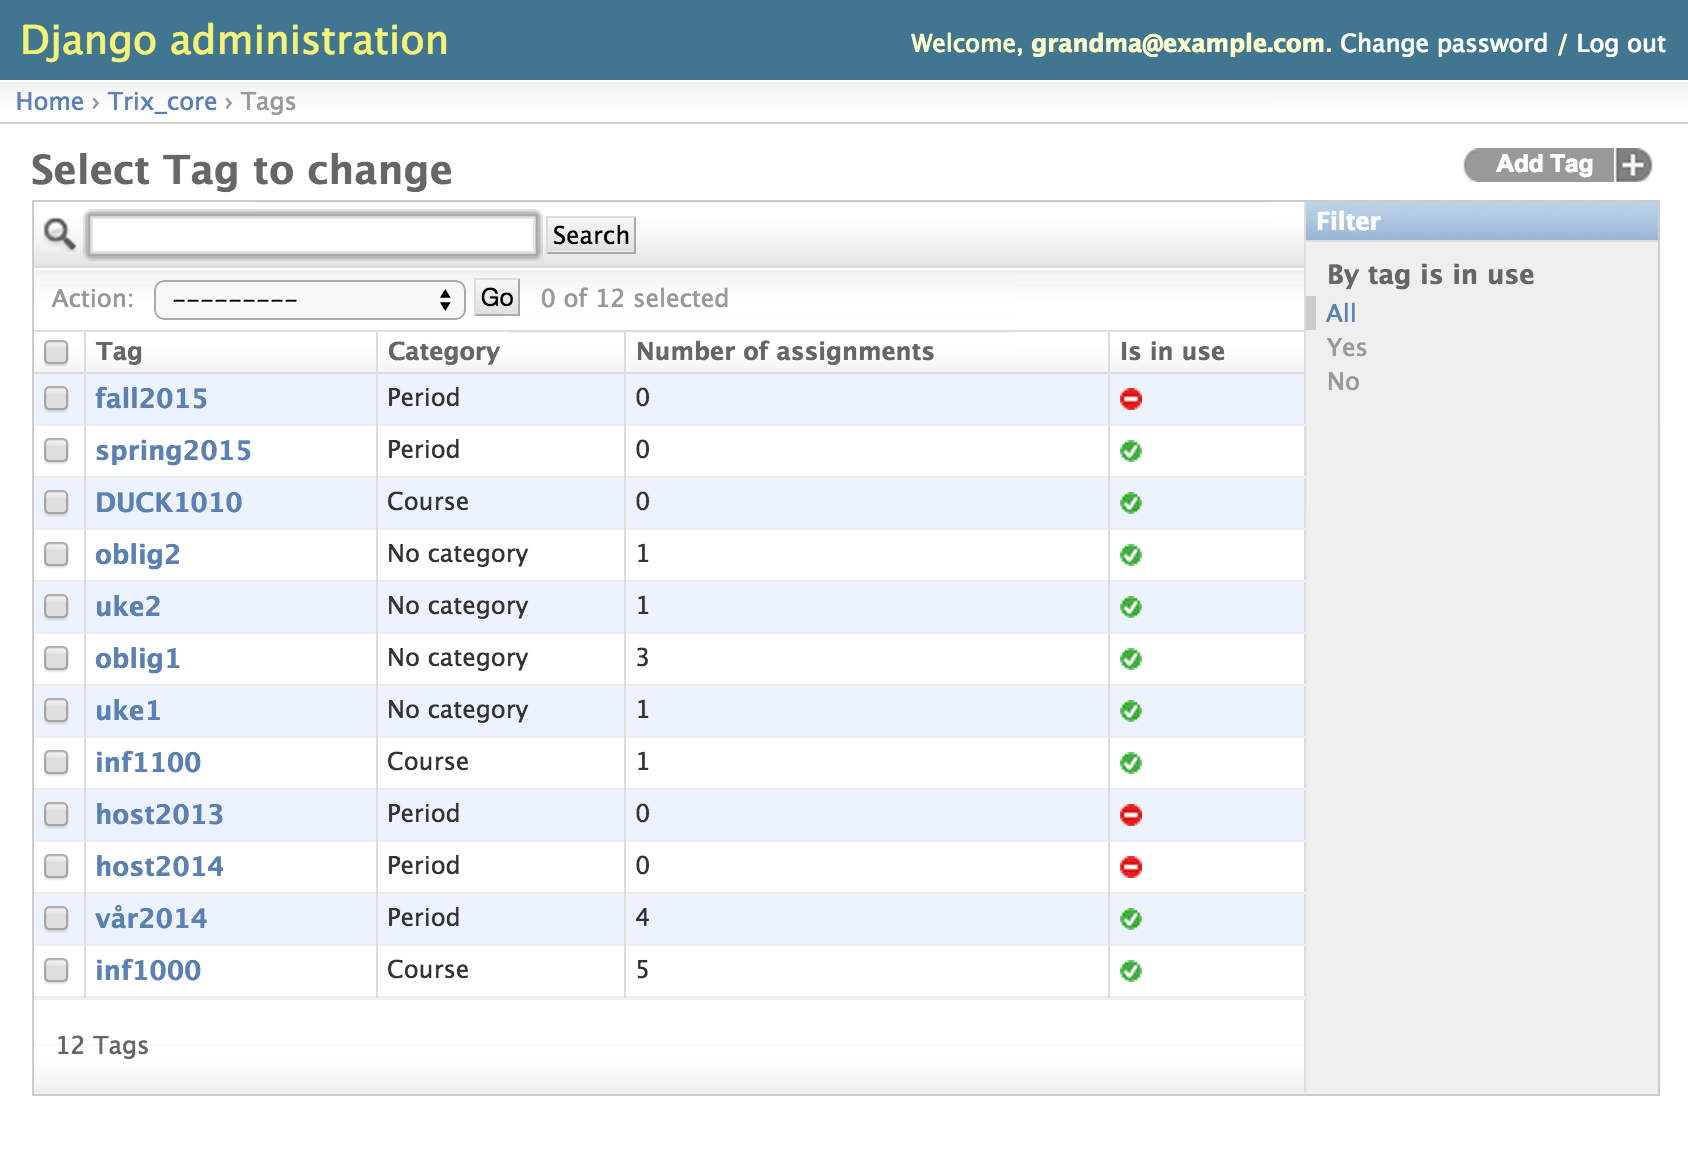 Django administration
Welcome, grandma@example.com. Change password / Log out
Home › Trix_core › Tags
Select Tag to change
Add Tag +
Search
Filter
By tag is in use
All
Yes
No
Action: --------- Go 0 of 12 selected
Tag Category Number of assignments Is in use
fall2015 Period 0
spring2015 Period 0
DUCK1010 Course 0
oblig2 No category 1
uke2 No category 1
oblig1 No category 3
uke1 No category 1
inf1100 Course 1
host2013 Period 0
host2014 Period 0
vår2014 Period 4
inf1000 Course 5
12 Tags